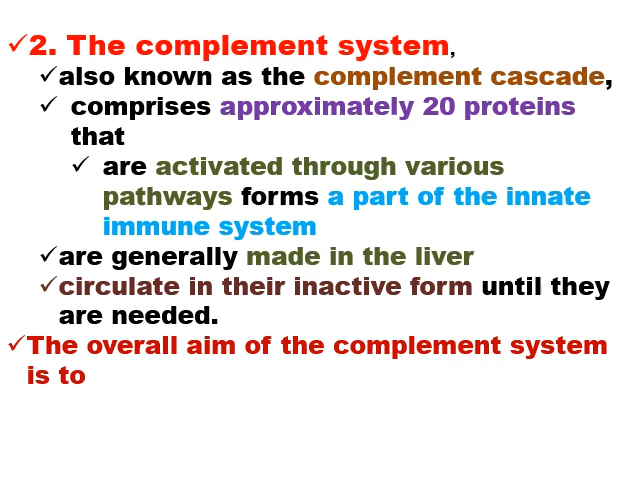 ✓2. The complement system,
✓also known as the complement cascade,
✓ comprises approximately 20 proteins
that
✓ are activated through various
pathways forms a part of the innate
immune system
✓are generally made in the liver
✓circulate in their inactive form until they
are needed.
✓The overall aim of the complement system
is to